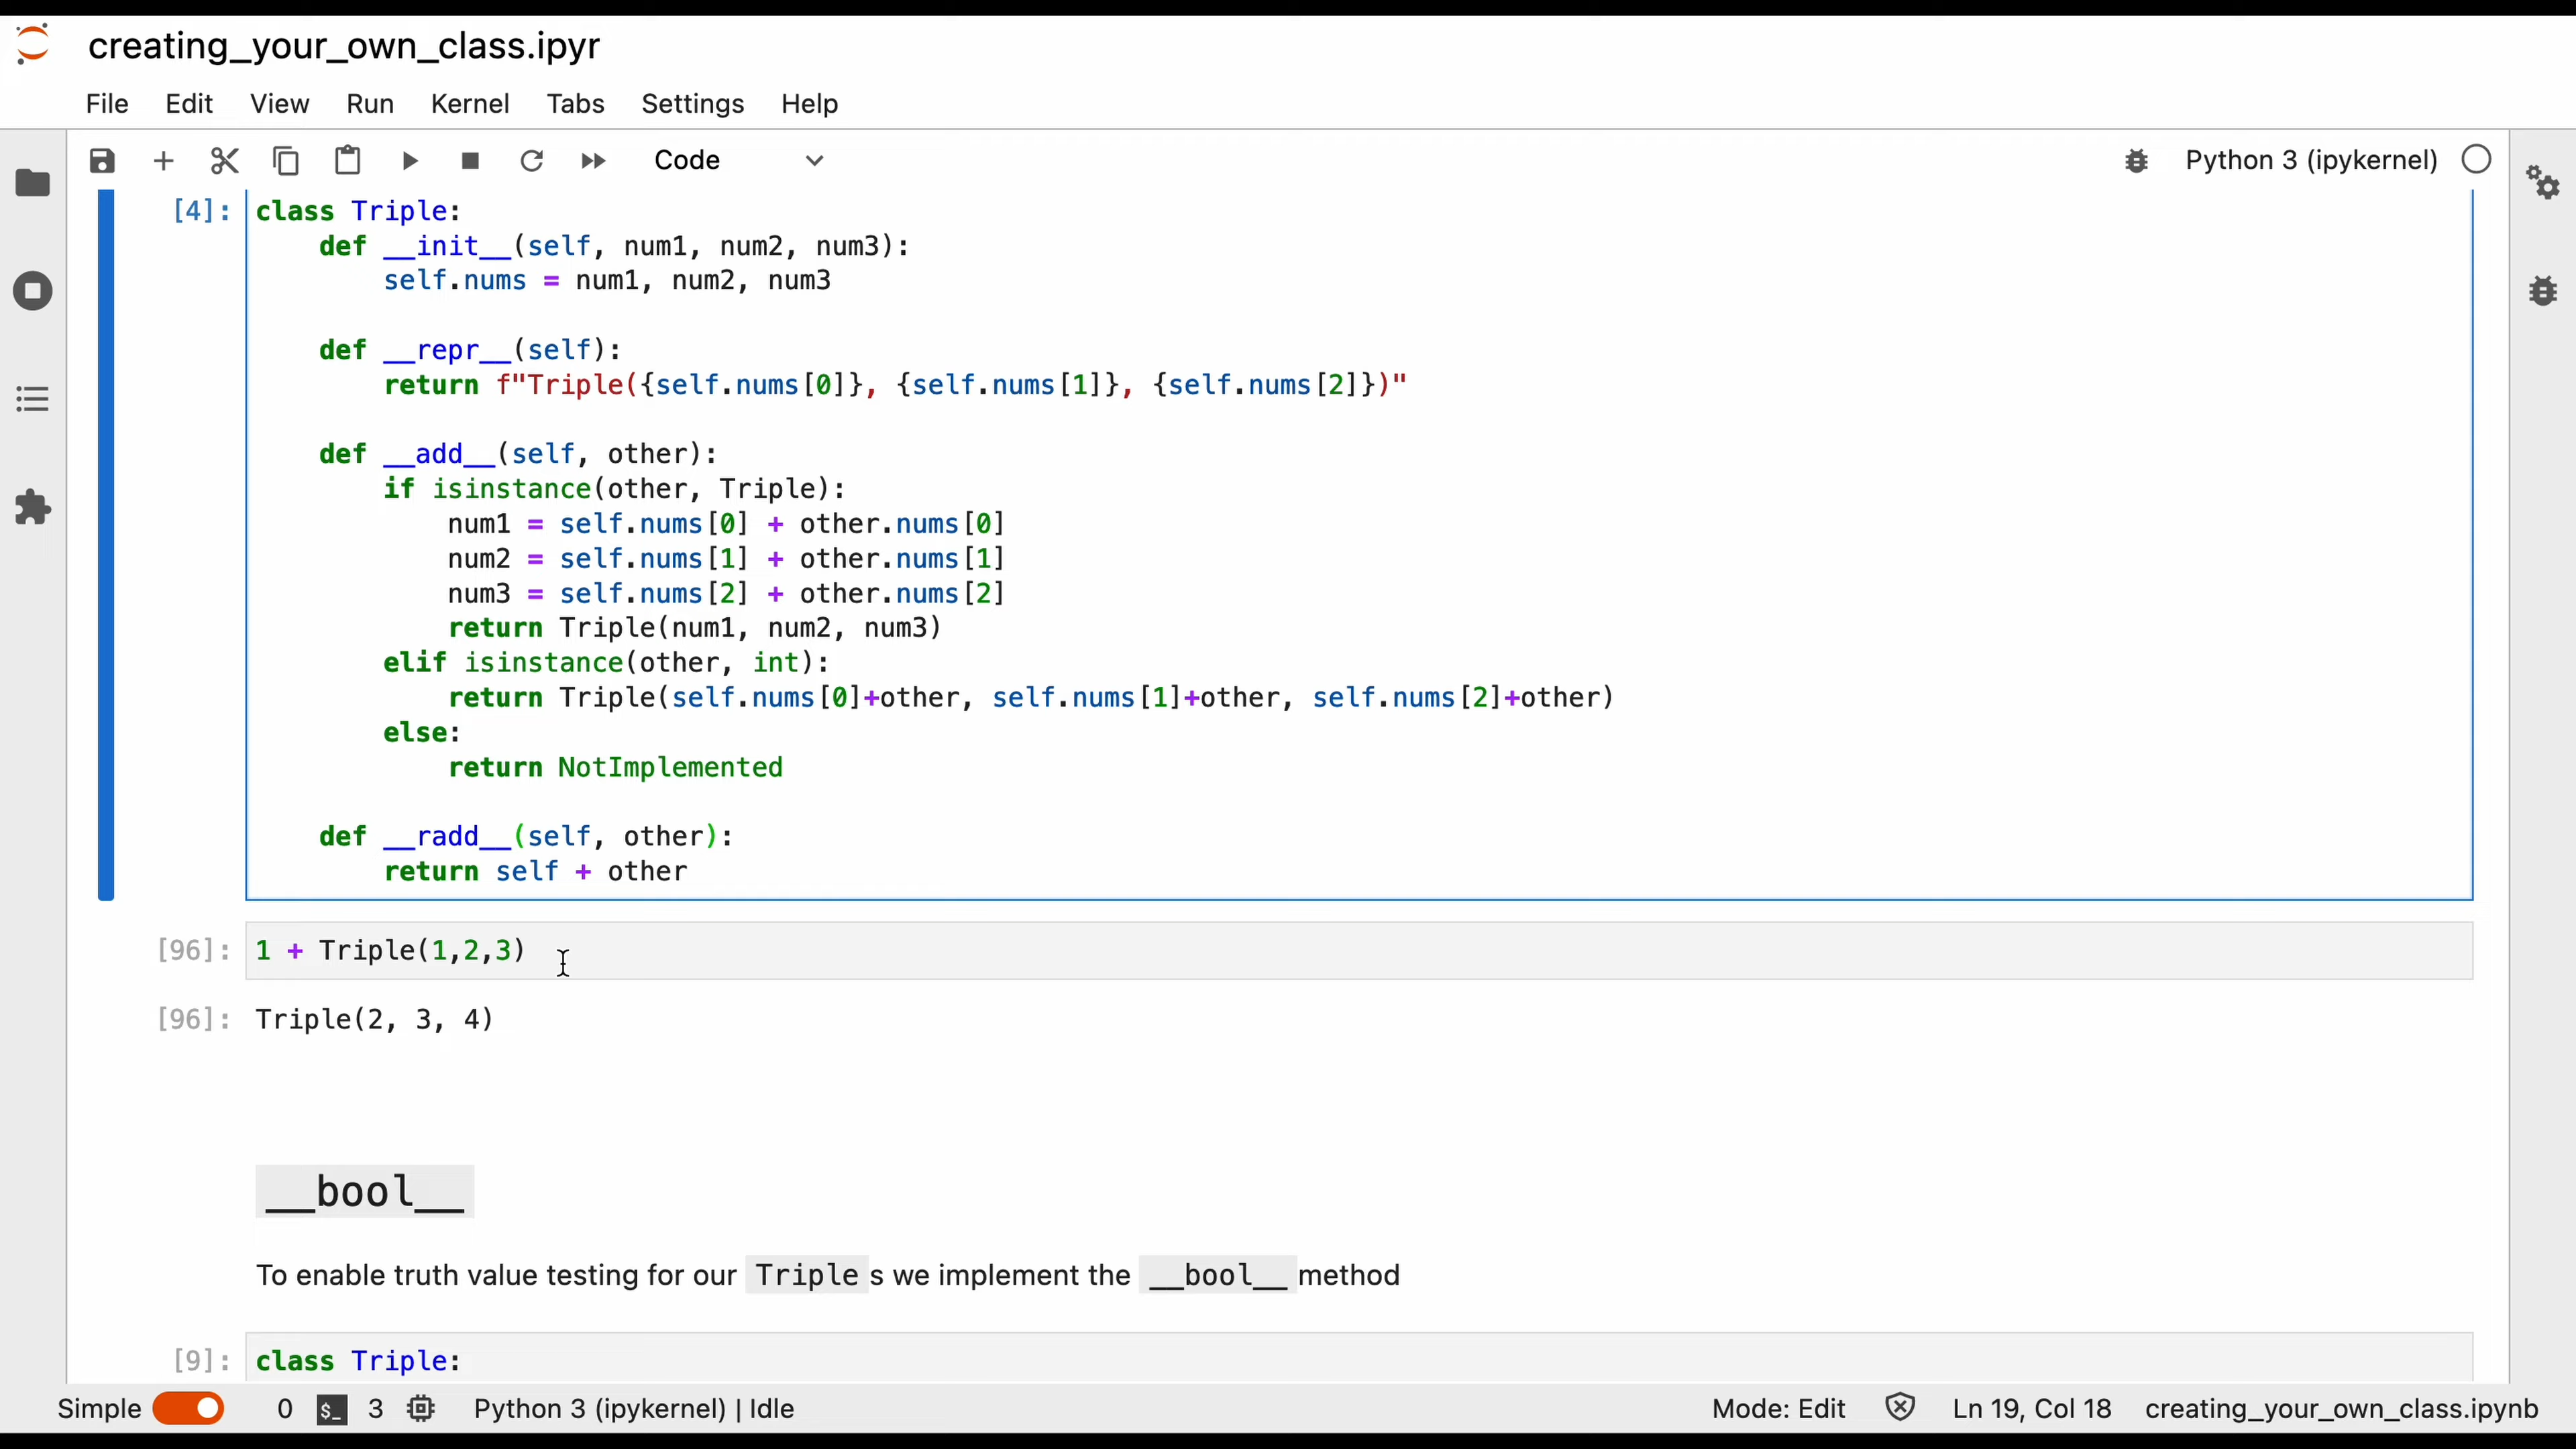 creating_your_own_class.ipyr
File Edit View Run Kernel Tabs Settings Help
Code Python 3 (ipykernel)
[4]: class Triple:
    def __init__(self, num1, num2, num3):
        self.nums = num1, num2, num3
    def __repr__(self):
        return f"Triple({self.nums[0]}, {self.nums[1]}, {self.nums[2]})"
    def __add__(self, other):
        if isinstance(other, Triple):
            num1 = self.nums[0] + other.nums[0]
            num2 = self.nums[1] + other.nums[1]
            num3 = self.nums[2] + other.nums[2]
            return Triple(num1, num2, num3)
        elif isinstance(other, int):
            return Triple(self.nums[0]+other, self.nums[1]+other, self.nums[2]+other)
        else:
            return NotImplemented
    def __radd__(self, other):
        return self + other
[96]: 1 + Triple(1,2,3)
[96]: Triple(2, 3, 4)
__bool__
To enable truth value testing for our Triple s we implement the __bool__ method
[9]: class Triple:
Simple 0 $_ 3 Python 3 (ipykernel) | Idle Mode: Edit Ln 19, Col 18 creating_your_own_class.ipynb